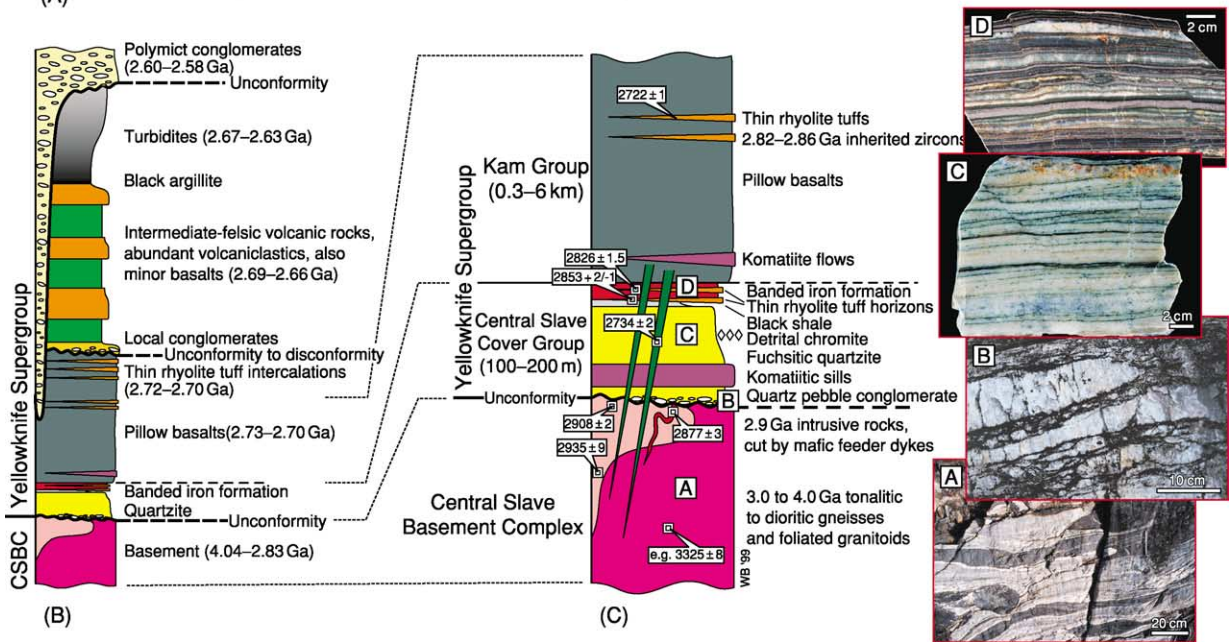 (A)
Polymict conglomerates
(2.60–2.58 Ga)
Unconformity
Turbidites (2.67–2.63 Ga)
Black argillite
Intermediate-felsic volcanic rocks,
abundant volcaniclastics, also
minor basalts (2.69–2.66 Ga)
Local conglomerates
Unconformity to disconformity
Thin rhyolite tuff intercalations
(2.72–2.70 Ga)
Pillow basalts(2.73–2.70 Ga)
Banded iron formation
Quartzite
Unconformity
Basement (4.04–2.83 Ga)
Yellowknife Supergroup
CSBC
(B)
Yellowknife Supergroup
Kam Group
(0.3–6 km)
Central Slave
Cover Group
(100–200 m)
Unconformity
Central Slave
Basement Complex
2722 ± 1
2826 ± 1.5
2853 +2/-1
2734 ± 2
2908 ± 2
2877 ± 3
2935 ± 9
e.g. 3325 ± 8
D
C
B
A
Thin rhyolite tuffs
2.82–2.86 Ga inherited zircons
Pillow basalts
Komatiite flows
Banded iron formation
Thin rhyolite tuff horizons
Black shale
Detrital chromite
Fuchsitic quartzite
Komatiitic sills
Quartz pebble conglomerate
2.9 Ga intrusive rocks,
cut by mafic feeder dykes
3.0 to 4.0 Ga tonalitic
to dioritic gneisses
and foliated granitoids
WB '99
(C)
D
2 cm
C
2 cm
B
10 cm
A
20 cm